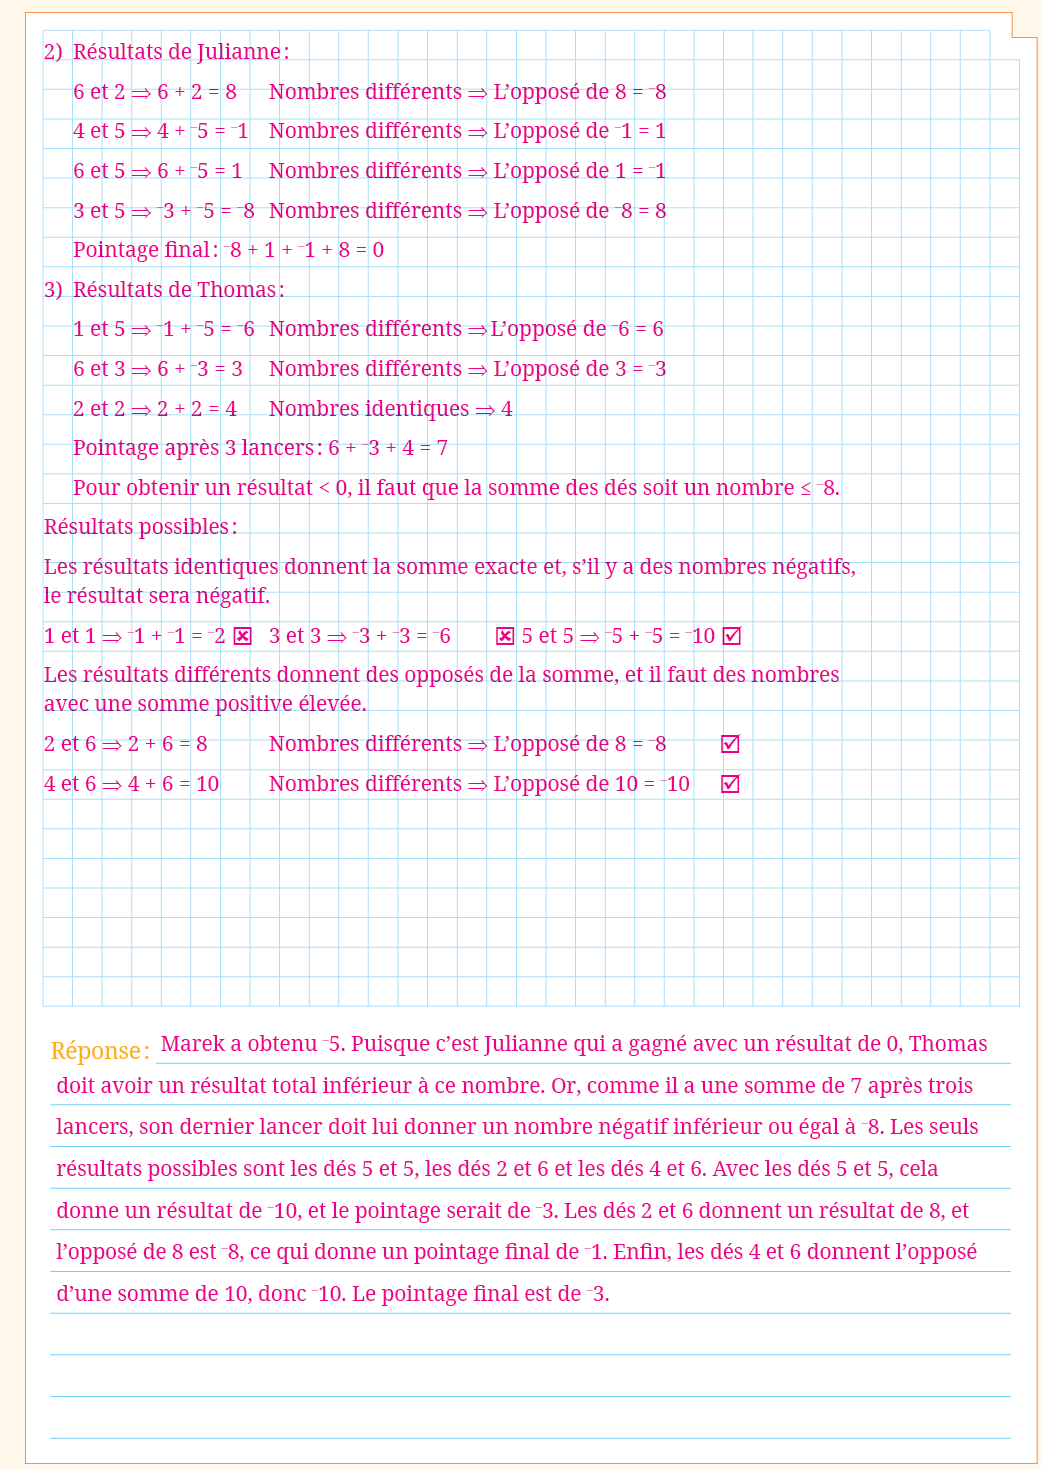 2) Résultats de Julianne :
6 et 2 ⇒ 6 + 2 = 8 Nombres différents ⇒ L’opposé de 8 = ⁻8
4 et 5 ⇒ 4 + ⁻5 = ⁻1 Nombres différents ⇒ L’opposé de ⁻1 = 1
6 et 5 ⇒ 6 + ⁻5 = 1 Nombres différents ⇒ L’opposé de 1 = ⁻1
3 et 5 ⇒ ⁻3 + ⁻5 = ⁻8 Nombres différents ⇒ L’opposé de ⁻8 = 8
Pointage final : ⁻8 + 1 + ⁻1 + 8 = 0
3) Résultats de Thomas :
1 et 5 ⇒ ⁻1 + ⁻5 = ⁻6 Nombres différents ⇒ L’opposé de ⁻6 = 6
6 et 3 ⇒ 6 + ⁻3 = 3 Nombres différents ⇒ L’opposé de 3 = ⁻3
2 et 2 ⇒ 2 + 2 = 4 Nombres identiques ⇒ 4
Pointage après 3 lancers : 6 + ⁻3 + 4 = 7
Pour obtenir un résultat < 0, il faut que la somme des dés soit un nombre ≤ ⁻8.
Résultats possibles :
Les résultats identiques donnent la somme exacte et, s’il y a des nombres négatifs,
le résultat sera négatif.
1 et 1 ⇒ ⁻1 + ⁻1 = ⁻2 ☒ 3 et 3 ⇒ ⁻3 + ⁻3 = ⁻6 ☒ 5 et 5 ⇒ ⁻5 + ⁻5 = ⁻10 ☑
Les résultats différents donnent des opposés de la somme, et il faut des nombres
avec une somme positive élevée.
2 et 6 ⇒ 2 + 6 = 8 Nombres différents ⇒ L’opposé de 8 = ⁻8 ☑
4 et 6 ⇒ 4 + 6 = 10 Nombres différents ⇒ L’opposé de 10 = ⁻10 ☑
Réponse : Marek a obtenu ⁻5. Puisque c’est Julianne qui a gagné avec un résultat de 0, Thomas
doit avoir un résultat total inférieur à ce nombre. Or, comme il a une somme de 7 après trois
lancers, son dernier lancer doit lui donner un nombre négatif inférieur ou égal à ⁻8. Les seuls
résultats possibles sont les dés 5 et 5, les dés 2 et 6 et les dés 4 et 6. Avec les dés 5 et 5, cela
donne un résultat de ⁻10, et le pointage serait de ⁻3. Les dés 2 et 6 donnent un résultat de 8, et
l’opposé de 8 est ⁻8, ce qui donne un pointage final de ⁻1. Enfin, les dés 4 et 6 donnent l’opposé
d’une somme de 10, donc ⁻10. Le pointage final est de ⁻3.